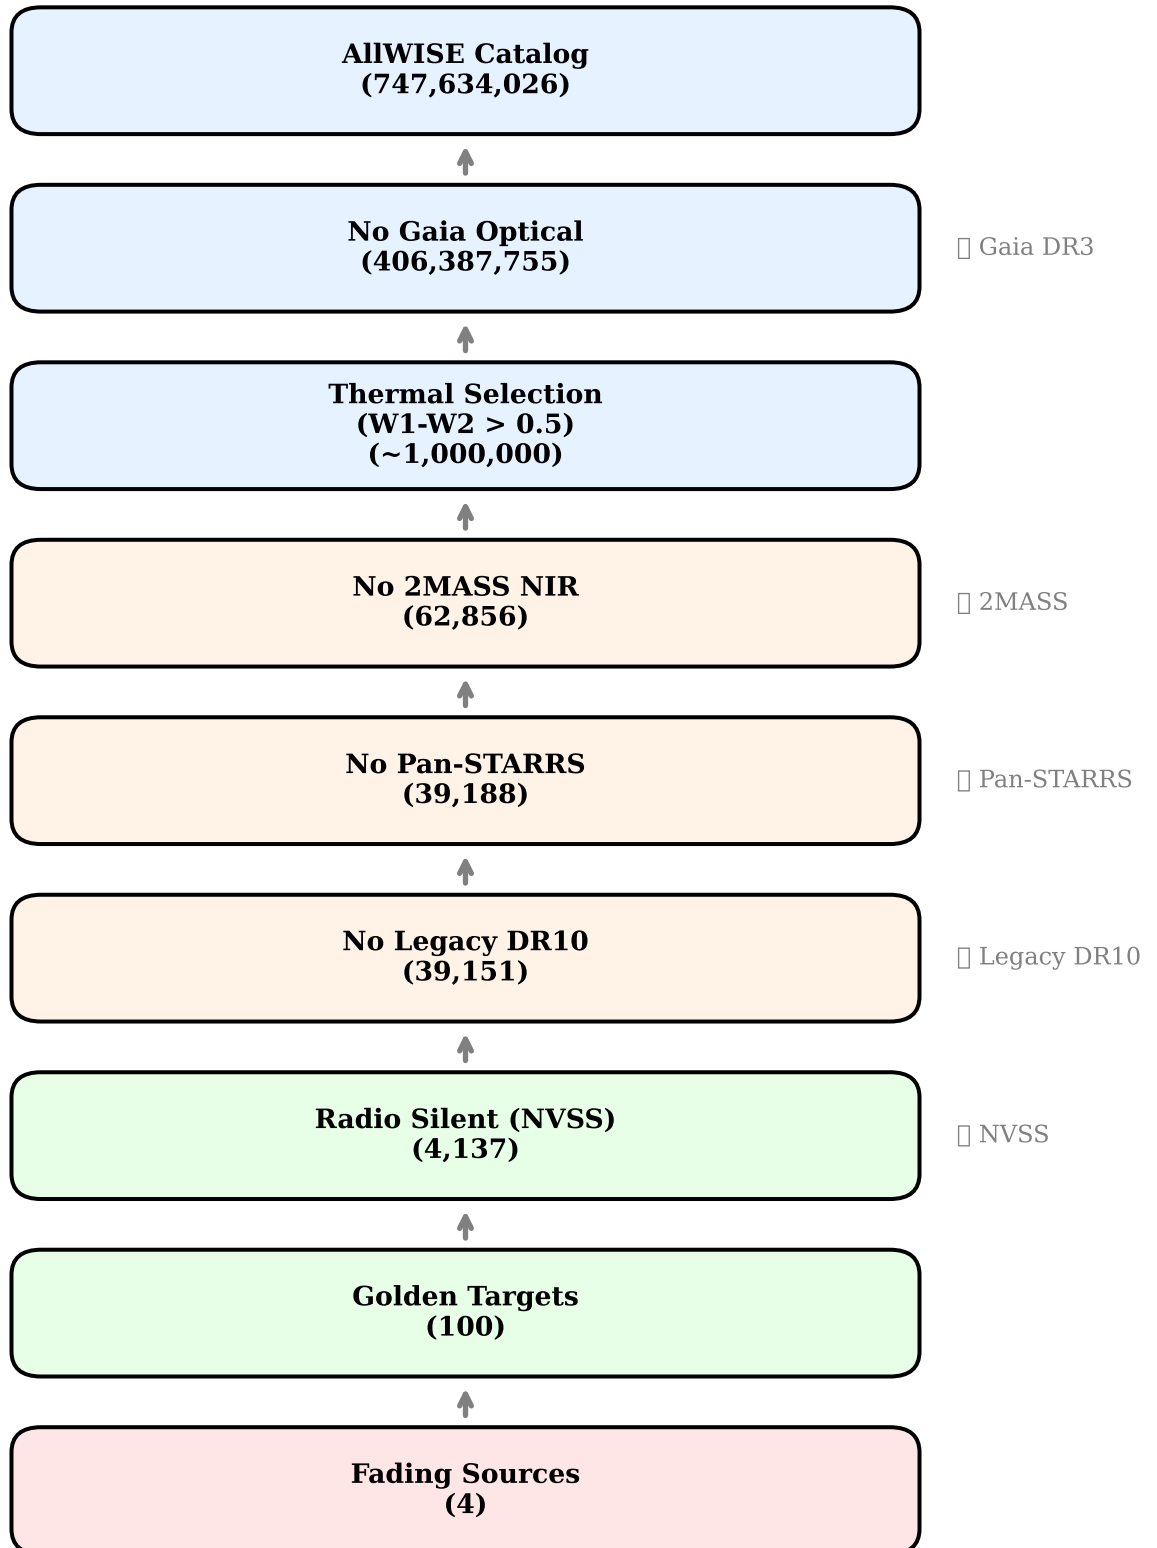 AllWISE Catalog
(747,634,026)
No Gaia Optical
(406,387,755)
Gaia DR3
Thermal Selection
(W1-W2 > 0.5)
(~1,000,000)
No 2MASS NIR
(62,856)
2MASS
No Pan-STARRS
(39,188)
Pan-STARRS
No Legacy DR10
(39,151)
Legacy DR10
Radio Silent (NVSS)
(4,137)
NVSS
Golden Targets
(100)
Fading Sources
(4)